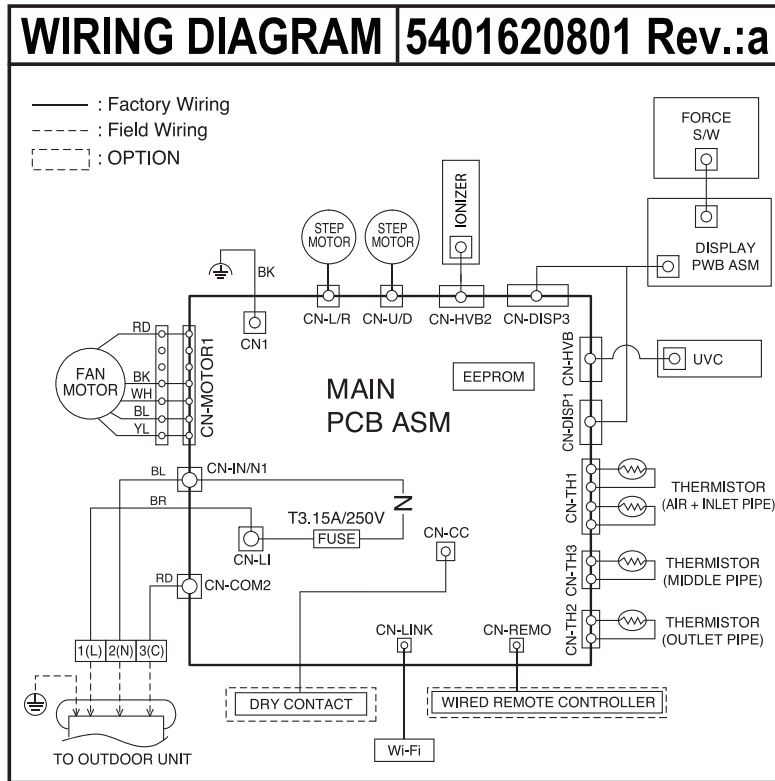 WIRING DIAGRAM 5401620801 Rev.:a
: Factory Wiring
: Field Wiring
: OPTION
FORCE
S/W
DISPLAY
PWB ASM
IONIZER
STEP
MOTOR
STEP
MOTOR
BK
CN1
CN-L/R
CN-U/D
CN-HVB2
CN-DISP3
CN-HVB
UVC
RD
BK
WH
BL
YL
FAN
MOTOR
CN-MOTOR1
MAIN
PCB ASM
EEPROM
CN-DISP1
BL
CN-IN/N1
BR
T3.15A/250V
FUSE
N
CN-LI
CN-CC
CN-TH1
THERMISTOR
(AIR + INLET PIPE)
RD
CN-COM2
CN-TH3
THERMISTOR
(MIDDLE PIPE)
CN-LINK
CN-REMO
CN-TH2
THERMISTOR
(OUTLET PIPE)
1(L) 2(N) 3(C)
DRY CONTACT
WIRED REMOTE CONTROLLER
Wi-Fi
TO OUTDOOR UNIT